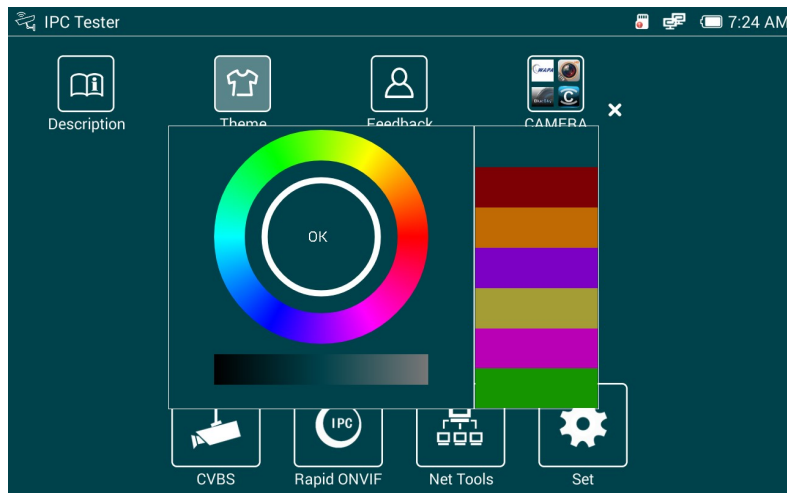 IPC Tester
7:24 AM
Description
Theme
Feedback
CAMERA
OK
IPC
CVBS
Rapid ONVIF
Net Tools
Set